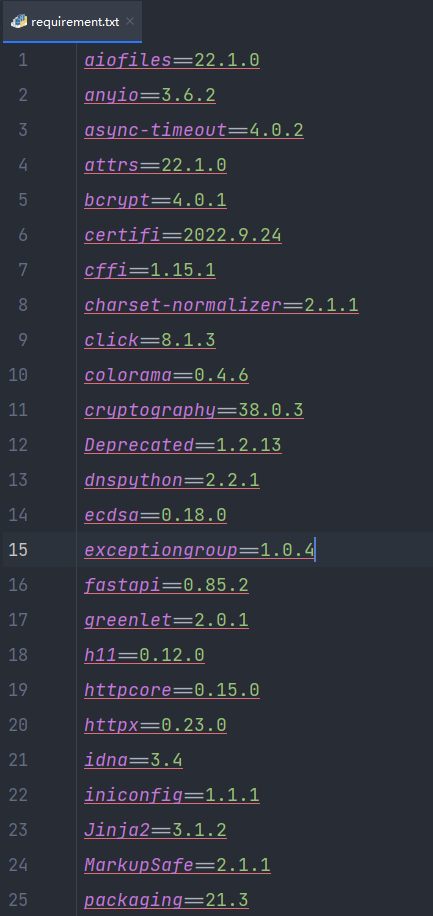 requirement.txt
1 aiofiles==22.1.0
2 anyio==3.6.2
3 async-timeout==4.0.2
4 attrs==22.1.0
5 bcrypt==4.0.1
6 certifi==2022.9.24
7 cffi==1.15.1
8 charset-normalizer==2.1.1
9 click==8.1.3
10 colorama==0.4.6
11 cryptography==38.0.3
12 Deprecated==1.2.13
13 dnspython==2.2.1
14 ecdsa==0.18.0
15 exceptiongroup==1.0.4
16 fastapi==0.85.2
17 greenlet==2.0.1
18 h11==0.12.0
19 httpcore==0.15.0
20 httpx==0.23.0
21 idna==3.4
22 iniconfig==1.1.1
23 Jinja2==3.1.2
24 MarkupSafe==2.1.1
25 packaging==21.3